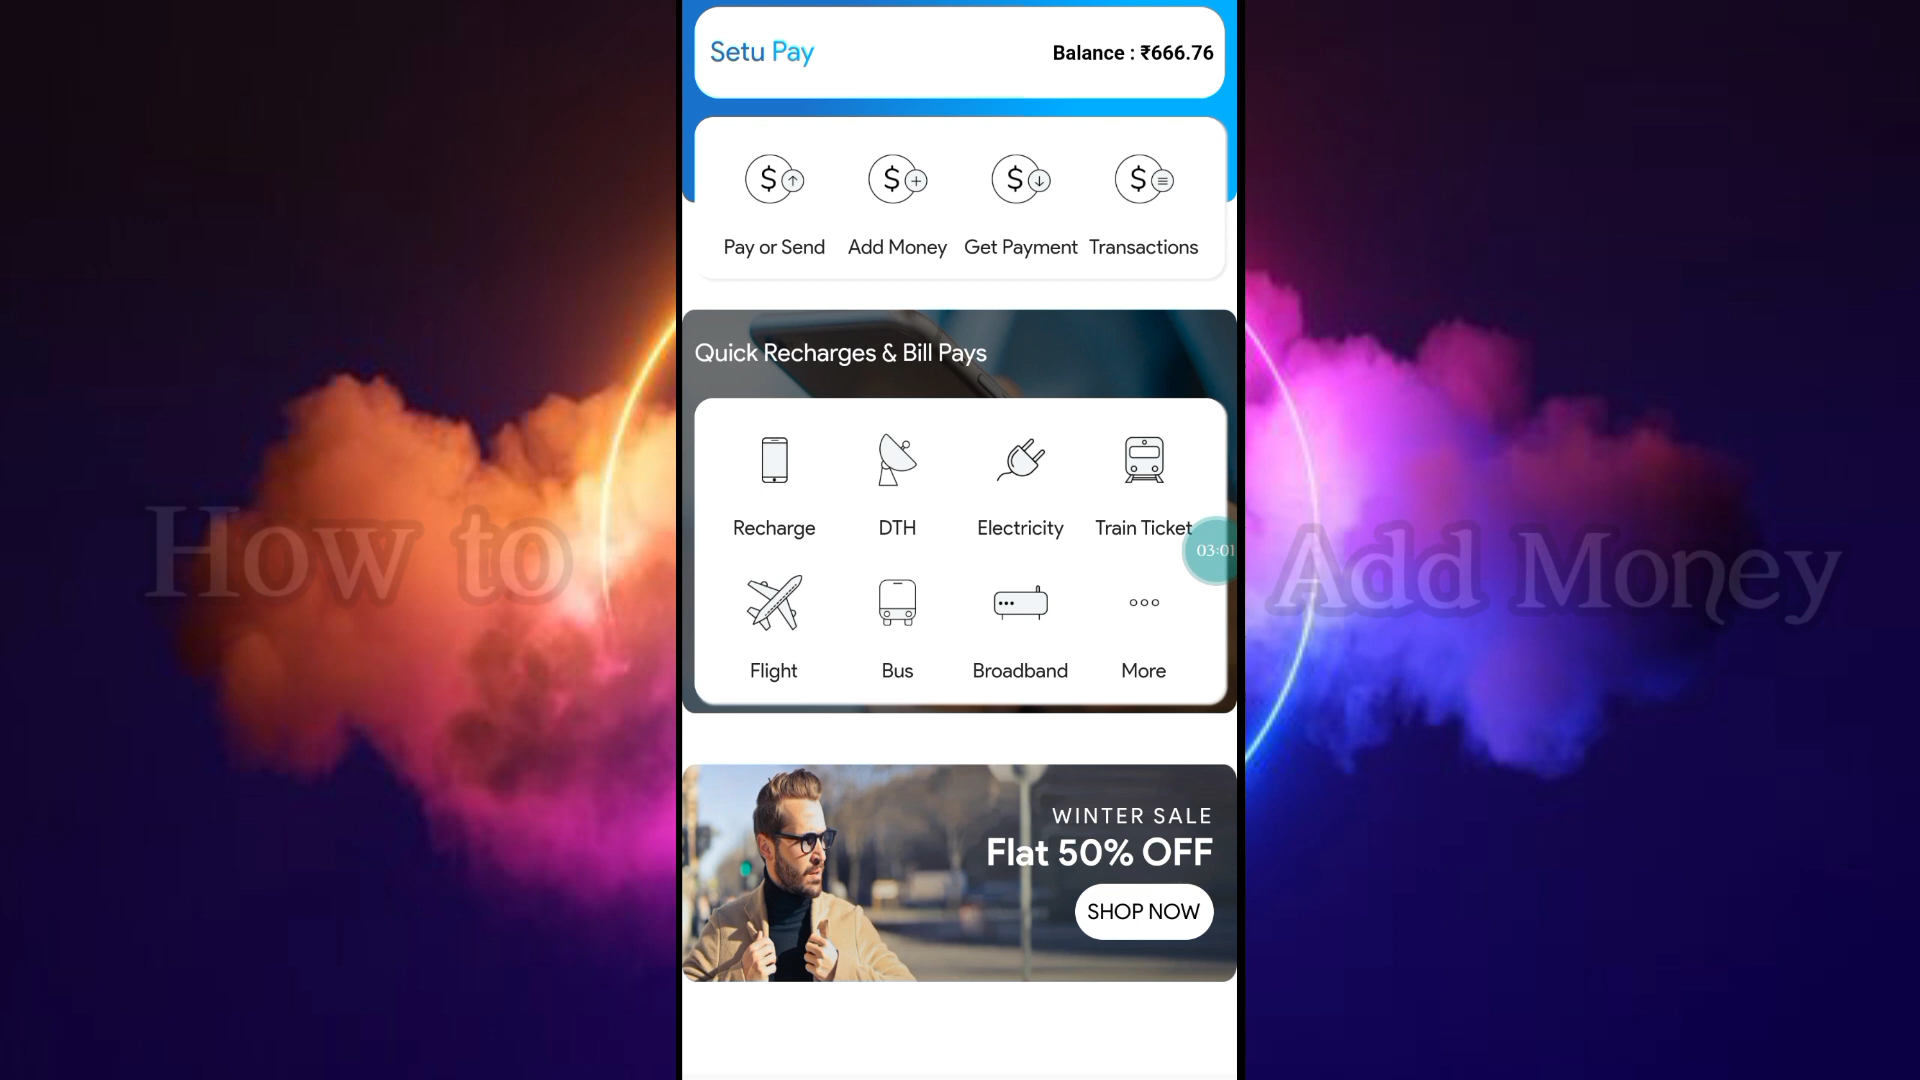 Setu Pay
Balance : ₹666.76
$ $ $ $
Pay or Send Add Money Get Payment Transactions
Quick Recharges & Bill Pays
Recharge DTH Electricity Train Ticket
03:01
How to Add Money
Flight Bus Broadband More
WINTER SALE
Flat 50% OFF
SHOP NOW